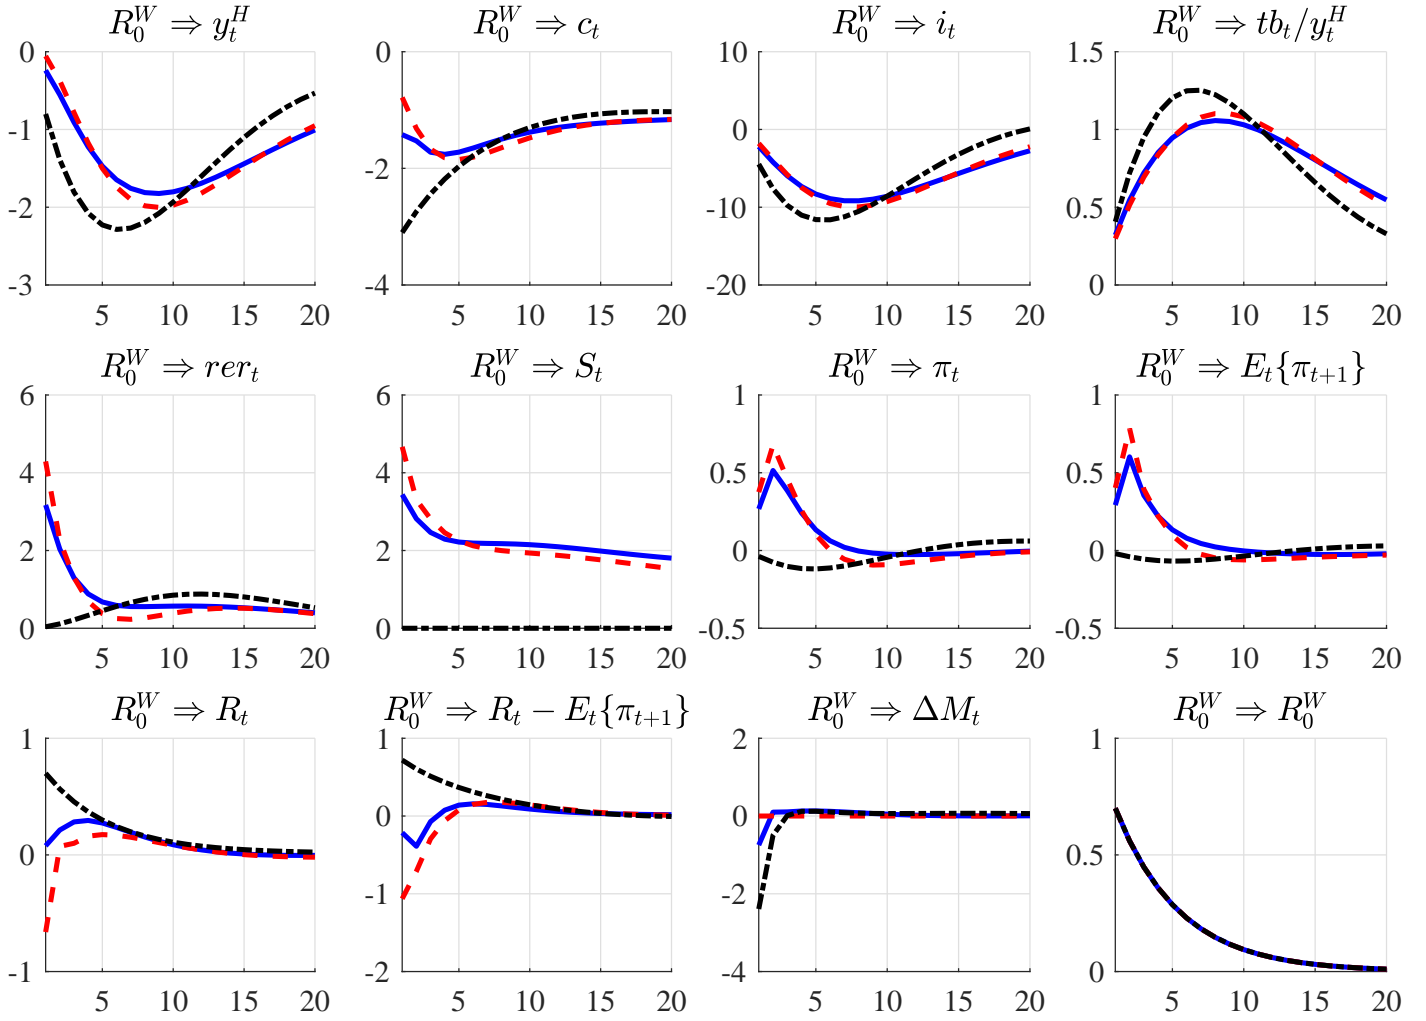 R_0^W ⇒ y_t^H
R_0^W ⇒ c_t
R_0^W ⇒ i_t
R_0^W ⇒ tb_t/y_t^H
0
-1
-2
-3
5 10 15 20
0
-2
-4
5 10 15 20
10
0
-10
-20
5 10 15 20
1.5
1
0.5
0
5 10 15 20
R_0^W ⇒ rer_t
R_0^W ⇒ S_t
R_0^W ⇒ π_t
R_0^W ⇒ E_t{π_{t+1}}
6
4
2
0
5 10 15 20
6
4
2
0
5 10 15 20
1
0.5
0
-0.5
5 10 15 20
1
0.5
0
-0.5
5 10 15 20
R_0^W ⇒ R_t
R_0^W ⇒ R_t − E_t{π_{t+1}}
R_0^W ⇒ ΔM_t
R_0^W ⇒ R_0^W
1
0
-1
5 10 15 20
1
0
-1
-2
5 10 15 20
2
0
-2
-4
5 10 15 20
1
0.5
0
5 10 15 20